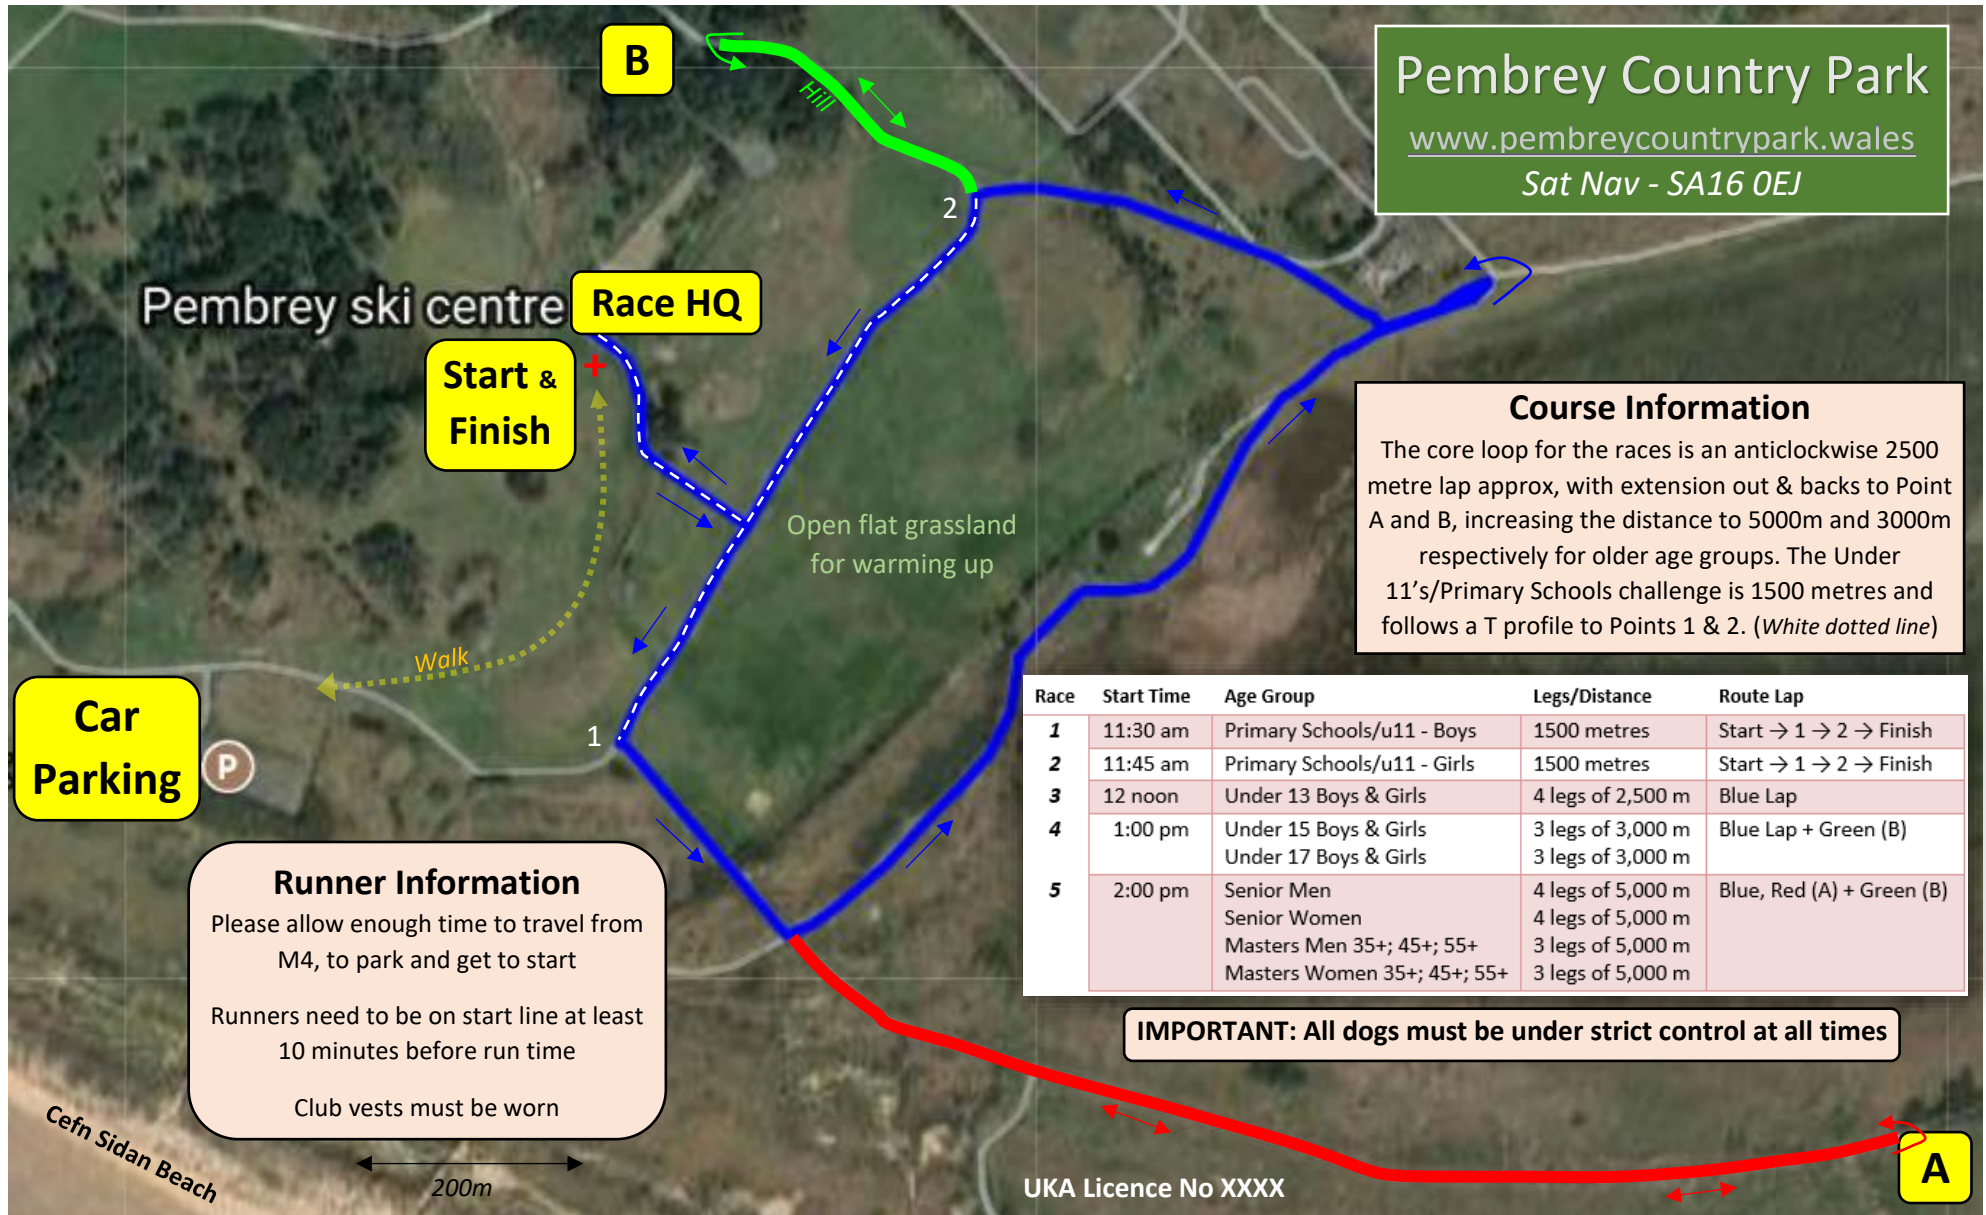 B
Hill
Pembrey Country Park
www.pembreycountrypark.wales
Sat Nav - SA16 0EJ
2
Pembrey ski centre
Race HQ
Start &
Finish
Course Information
The core loop for the races is an anticlockwise 2500
metre lap approx, with extension out & backs to Point
A and B, increasing the distance to 5000m and 3000m
respectively for older age groups. The Under
11's/Primary Schools challenge is 1500 metres and
follows a T profile to Points 1 & 2. (White dotted line)
Open flat grassland
for warming up
Walk
Car
Parking
P
1
Race Start Time Age Group Legs/Distance Route Lap
1 11:30 am Primary Schools/u11 - Boys 1500 metres Start → 1 → 2 → Finish
2 11:45 am Primary Schools/u11 - Girls 1500 metres Start → 1 → 2 → Finish
3 12 noon Under 13 Boys & Girls 4 legs of 2,500 m Blue Lap
4 1:00 pm Under 15 Boys & Girls 3 legs of 3,000 m Blue Lap + Green (B)
Under 17 Boys & Girls 3 legs of 3,000 m
5 2:00 pm Senior Men 4 legs of 5,000 m Blue, Red (A) + Green (B)
Senior Women 4 legs of 5,000 m
Masters Men 35+; 45+; 55+ 3 legs of 5,000 m
Masters Women 35+; 45+; 55+ 3 legs of 5,000 m
Runner Information
Please allow enough time to travel from
M4, to park and get to start
Runners need to be on start line at least
10 minutes before run time
Club vests must be worn
IMPORTANT: All dogs must be under strict control at all times
Cefn Sidan Beach
200m
UKA Licence No XXXX
A